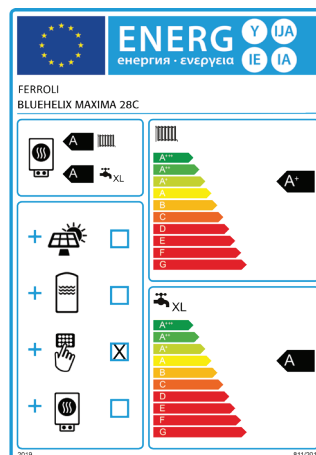 ENERG Y IJA
енергия · ενεργεια IE IA
FERROLI
BLUEHELIX MAXIMA 28C
A
A XL
A+++
A++
A+
A
B
C
D
E
F
G
A+
XL
A+++
A++
A+
A
B
C
D
E
F
G
A
+
+
+ X
+
2019